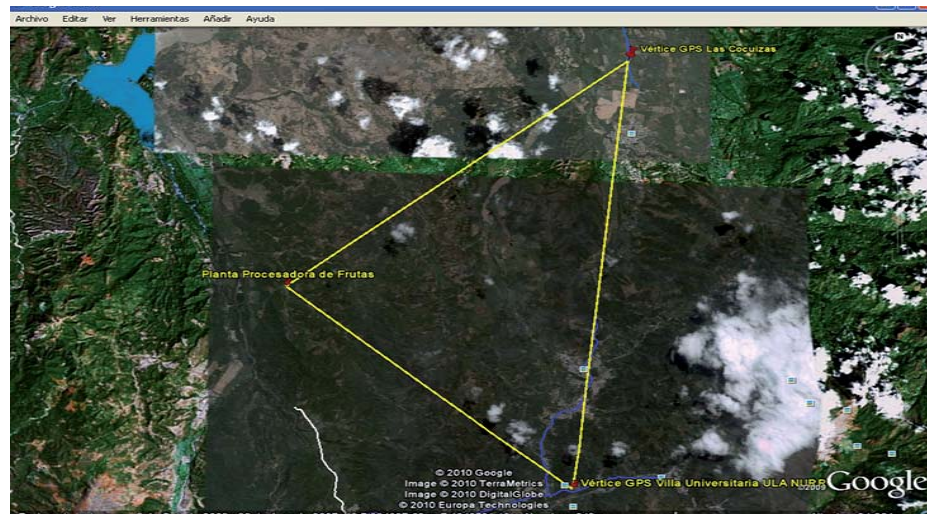 Archivo Editar Ver Herramientas Añadir Ayuda
N
Vértice GPS Las Cocuizas
Planta Procesadora de Frutas
© 2010 Google
Image © 2010 TerraMetrics
Image © 2010 DigitalGlobe
© 2010 Europa Technologies
Vértice GPS Villa Universitaria ULA NURR
©2009 Google